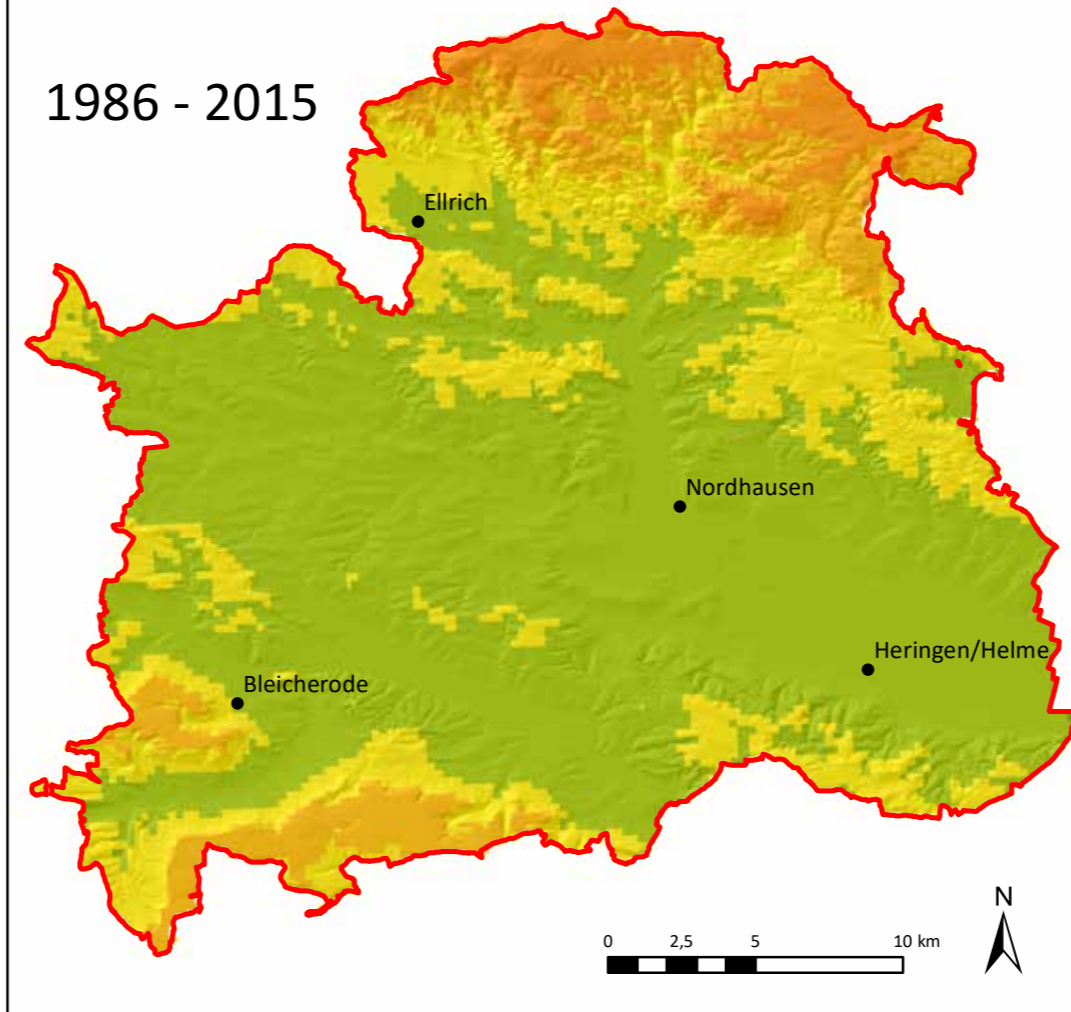 1986 - 2015
Ellrich
Nordhausen
Heringen/Helme
Bleicherode
N
0 2,5 5 10 km